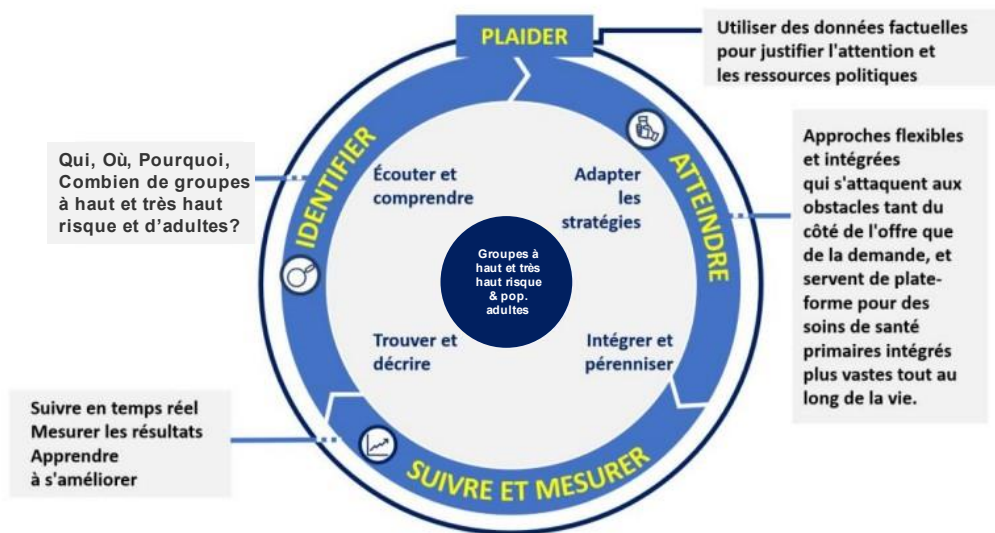 PLAIDER
Utiliser des données factuelles
pour justifier l'attention et
les ressources politiques
IDENTIFIER
Qui, Où, Pourquoi,
Combien de groupes
à haut et très haut
risque et d'adultes?
Écouter et
comprendre
Adapter
les
stratégies
ATTEINDRE
Approches flexibles
et intégrées
qui s'attaquent aux
obstacles tant du
côté de l'offre que
de la demande, et
servent de plate-
forme pour des
soins de santé
primaires intégrés
plus vastes tout au
long de la vie.
Groupes à
haut et très
haut risque
& pop.
adultes
Trouver et
décrire
Intégrer et
pérenniser
Suivre en temps réel
Mesurer les résultats
Apprendre
à s'améliorer
SUIVRE ET MESURER